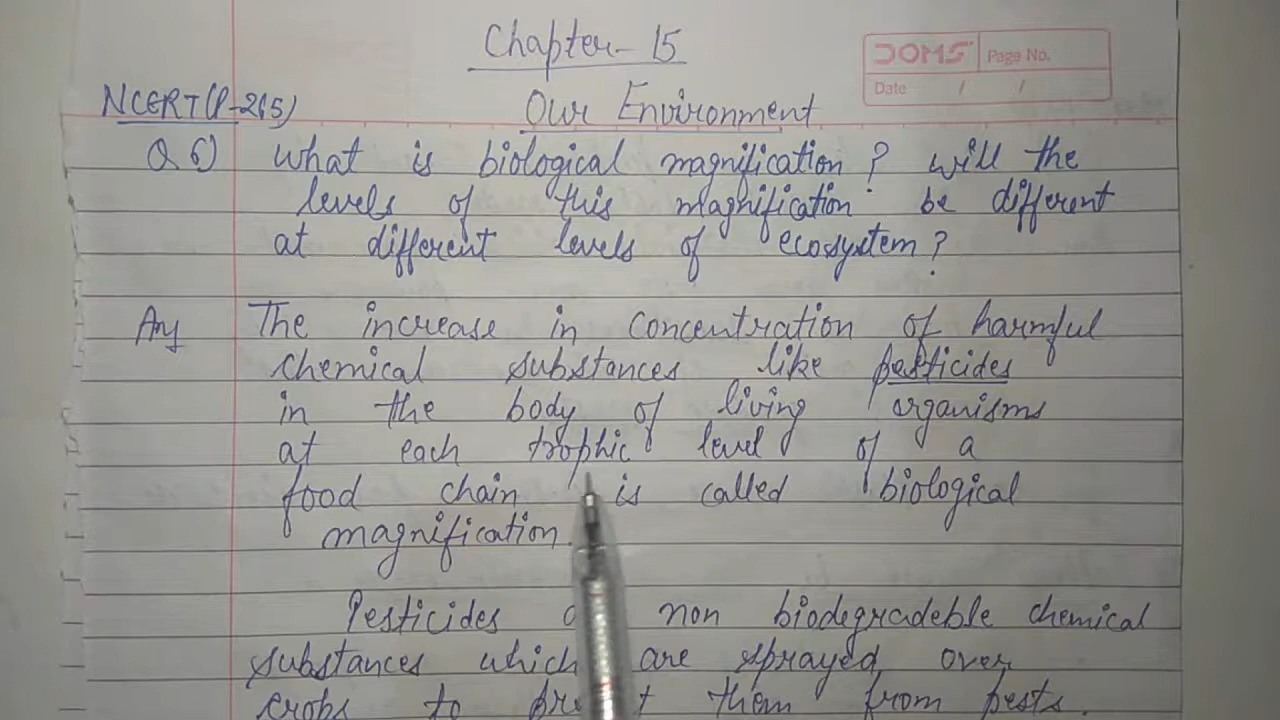 Chapter - 15
DOMS Page No.
Date / /
NCERT (P-265)
Our Environment
Q 6) What is biological magnification? will the
levels of this magnification be different
at different levels of ecosystem?
Ans The increase in concentration of harmful
chemical substances like pesticides
in the body of living organisms
at each trophic level of a
food chain is called biological
magnification.
Pesticides non biodegradeble chemical
substances which are sprayed over
crops to them from pests.